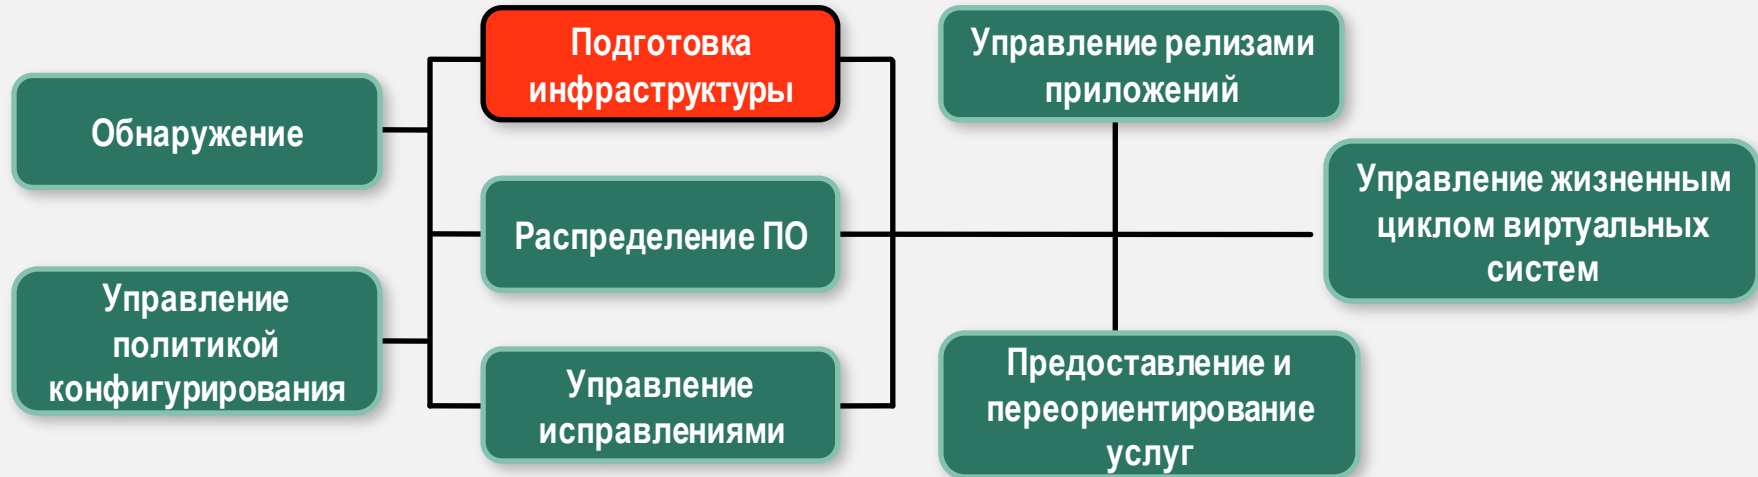 Обнаружение
Управление
политикой
конфигурирования
Подготовка
инфраструктуры
Распределение ПО
Управление
исправлениями
Управление релизами
приложений
Предоставление и
переориентирование
услуг
Управление жизненным
циклом виртуальных
систем